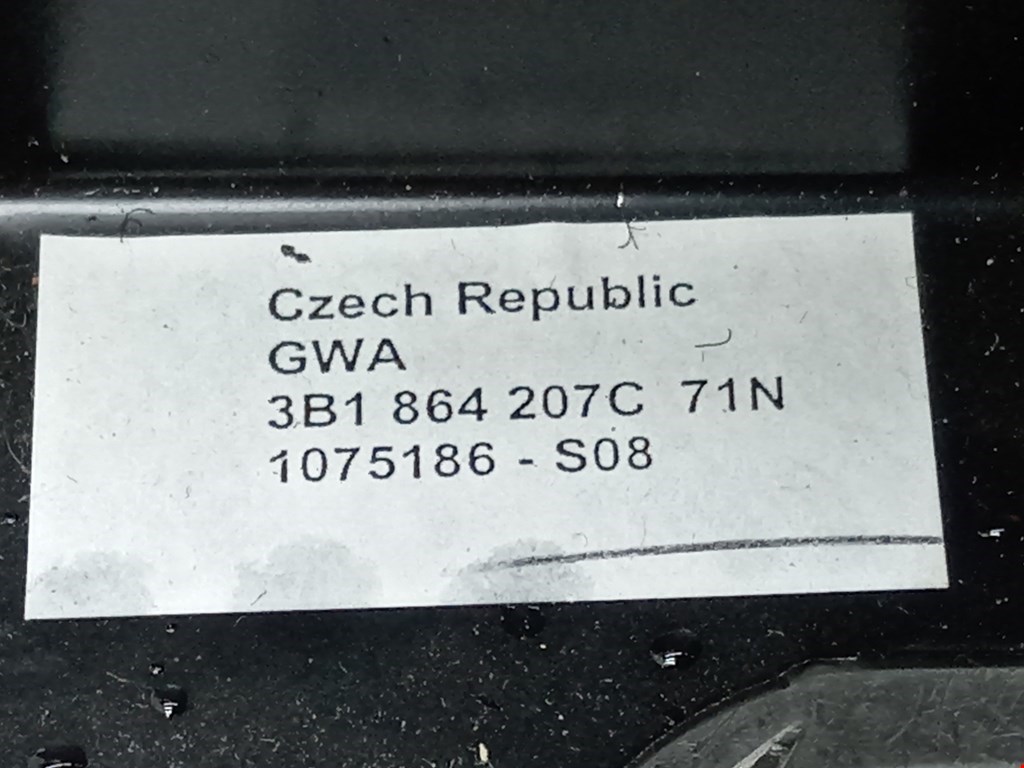 Czech Republic
GWA
3B1 864 207C 71N
1075186 - S08